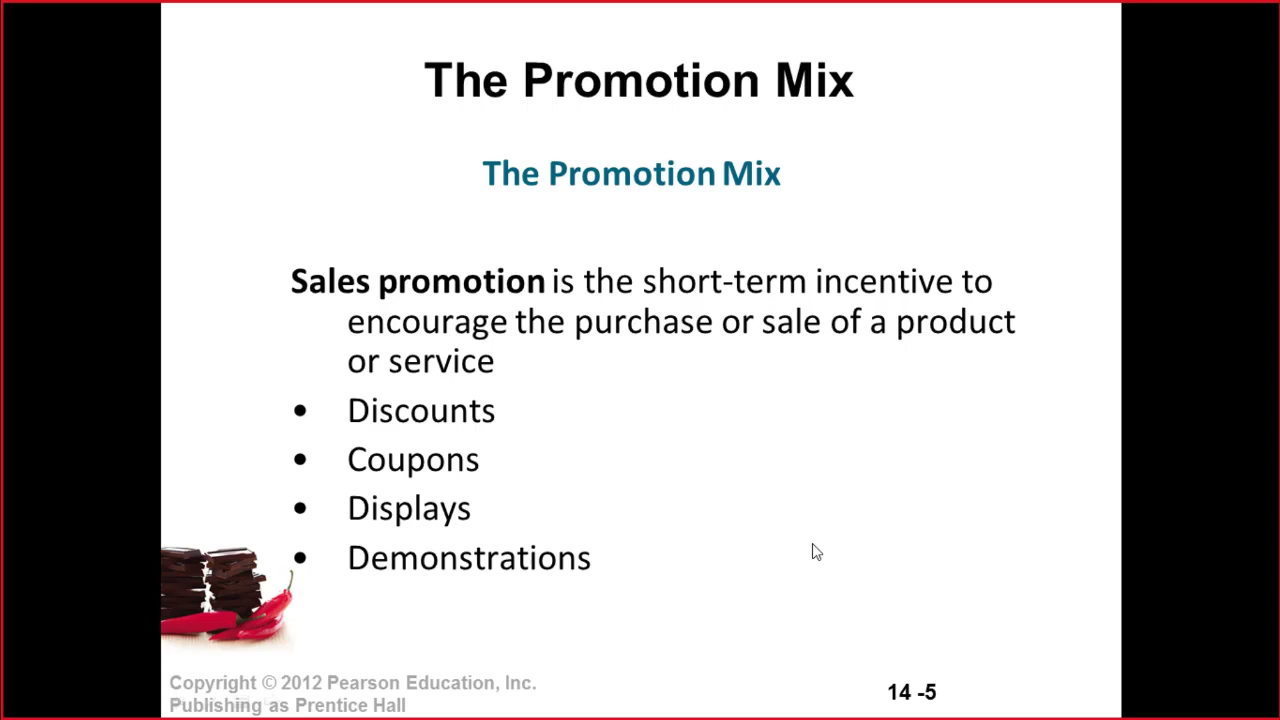 The Promotion Mix
The Promotion Mix
Sales promotion is the short-term incentive to
encourage the purchase or sale of a product
or service
• Discounts
• Coupons
• Displays
• Demonstrations
Copyright © 2012 Pearson Education, Inc.
Publishing as Prentice Hall
14 -5